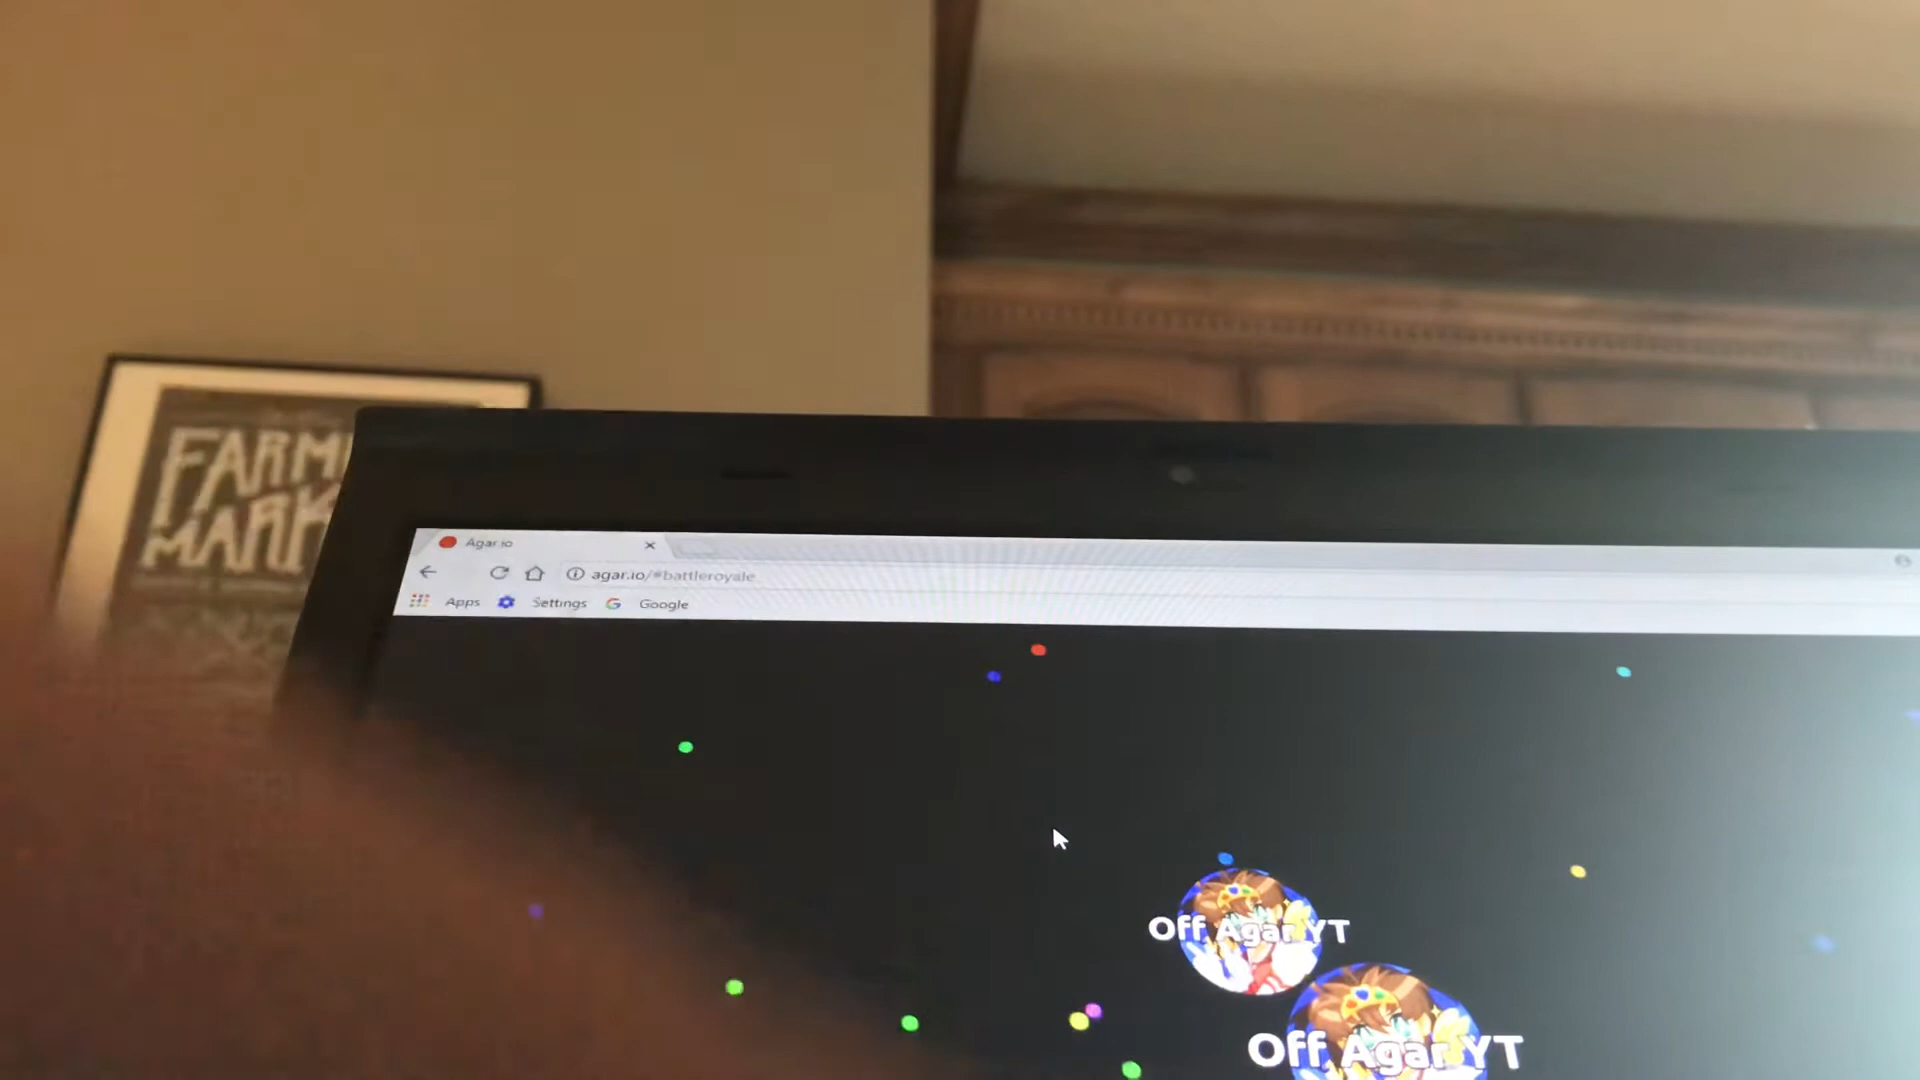 FARM
MARK
Agar.io
agar.io/#battleroyale
Apps Settings Google
Off Agar YT
Off Agar YT